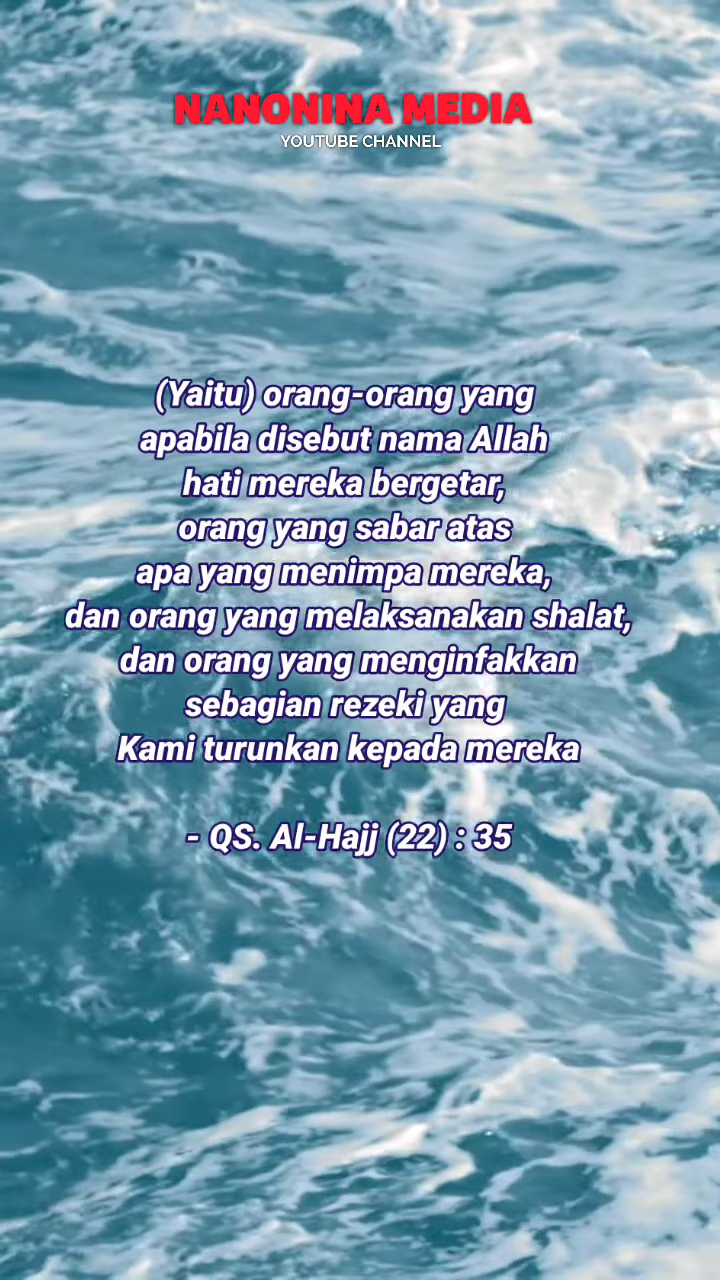 NANONINA MEDIA
YOUTUBE CHANNEL
(Yaitu) orang-orang yang
apabila disebut nama Allah
hati mereka bergetar,
orang yang sabar atas
apa yang menimpa mereka,
dan orang yang melaksanakan shalat,
dan orang yang menginfakkan
sebagian rezeki yang
Kami turunkan kepada mereka
- QS. Al-Hajj (22) : 35